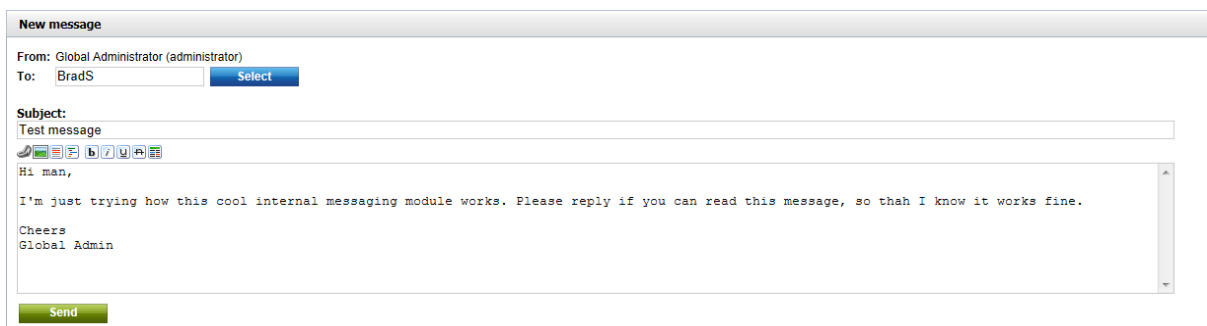 New message
From: Global Administrator (administrator)
To: BradS Select
Subject:
Test message
b i U A
Hi man,
I'm just trying how this cool internal messaging module works. Please reply if you can read this message, so thah I know it works fine.
Cheers
Global Admin
Send